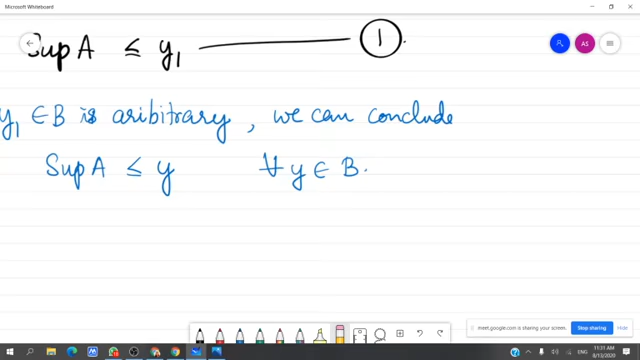 Microsoft Whiteboard
Sup A ≤ y₁ ——— ①.
AS
y₁ ∈ B is aribitrary, we can conclude
Sup A ≤ y ∀ y ∈ B.
meet.google.com is sharing your screen.
Stop sharing
Hide
11:31 AM
8/13/2020